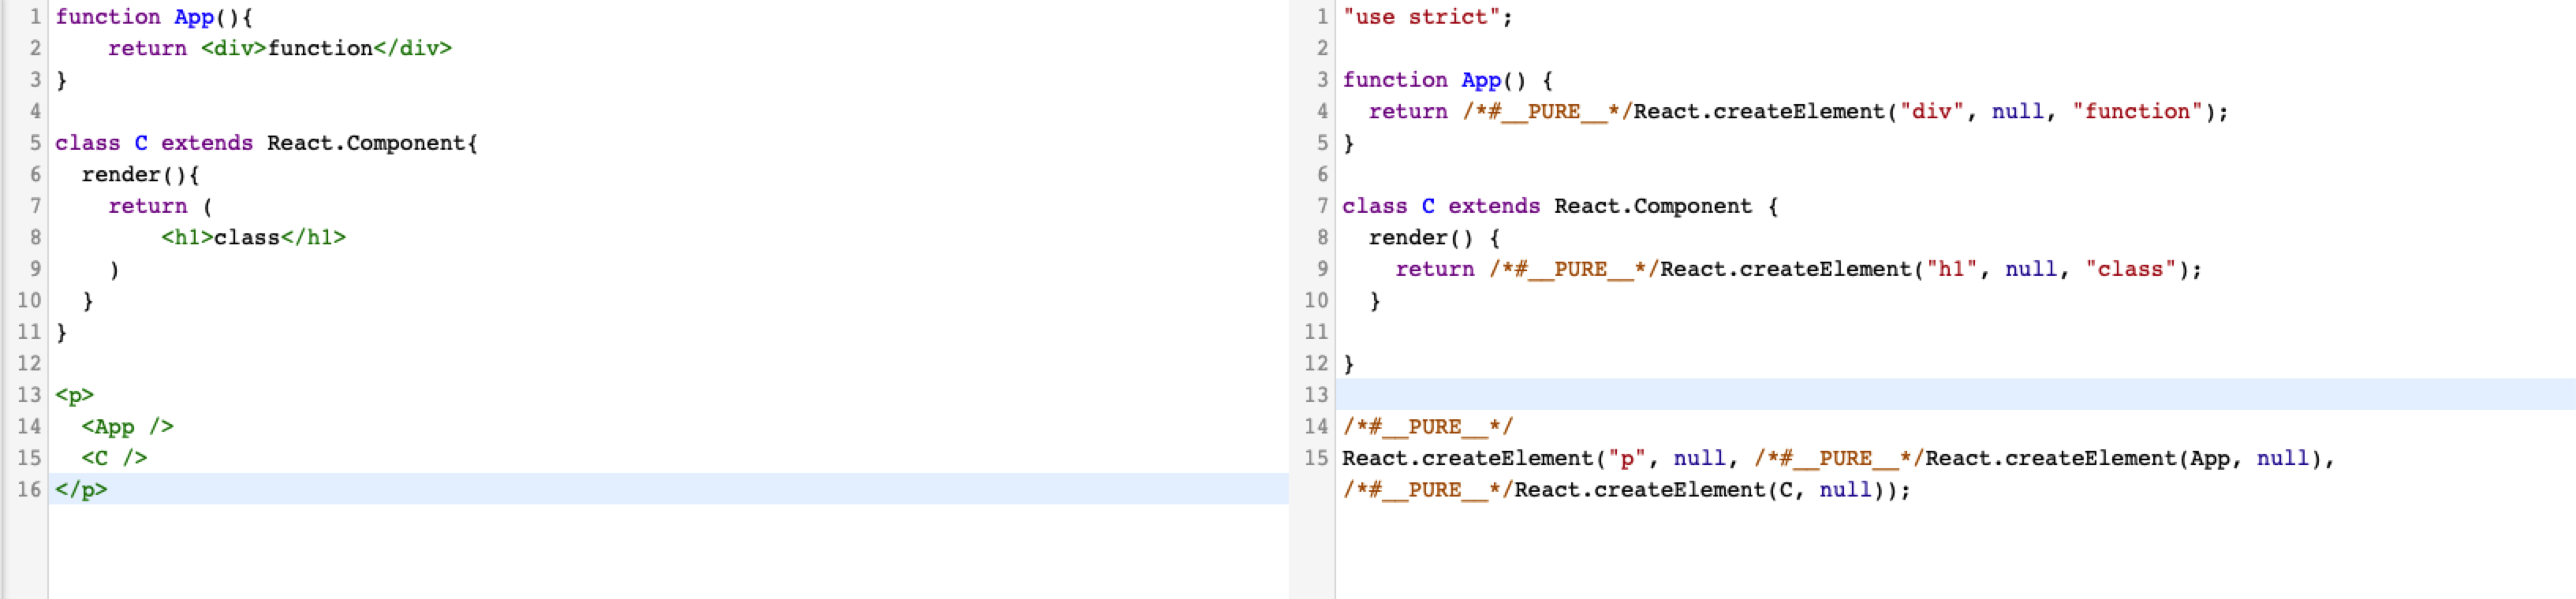 1 function App(){
2     return <div>function</div>
3 }
4
5 class C extends React.Component{
6   render(){
7     return (
8         <h1>class</h1>
9     )
10   }
11 }
12
13 <p>
14   <App />
15   <C />
16 </p>
1 "use strict";
2
3 function App() {
4   return /*#__PURE__*/React.createElement("div", null, "function");
5 }
6
7 class C extends React.Component {
8   render() {
9     return /*#__PURE__*/React.createElement("h1", null, "class");
10   }
11
12 }
13
14 /*#__PURE__*/
15 React.createElement("p", null, /*#__PURE__*/React.createElement(App, null),
/*#__PURE__*/React.createElement(C, null));